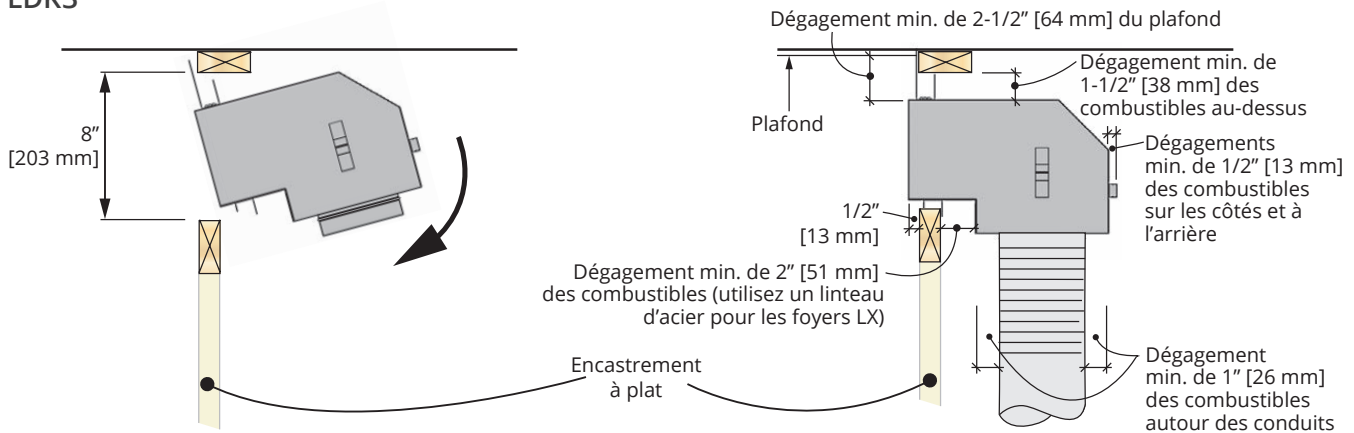 EDRS
8"
[203 mm]
Dégagement min. de 2-1/2" [64 mm] du plafond
Plafond
Dégagement min. de
1-1/2" [38 mm] des
combustibles au-dessus
Dégagements
min. de 1/2" [13 mm]
des combustibles
sur les côtés et à
l'arrière
1/2"
[13 mm]
Dégagement min. de 2" [51 mm]
des combustibles (utilisez un linteau
d'acier pour les foyers LX)
Encastrement
à plat
Dégagement
min. de 1" [26 mm]
des combustibles
autour des conduits